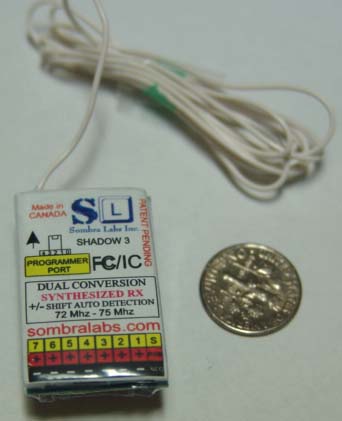 Made in
CANADA
SL
Sombra Labs Inc.
PATENT PENDING
SHADOW 3
PROGRAMMER
PORT
FC/IC
DUAL CONVERSION
SYNTHESIZED RX
+/- SHIFT AUTO DETECTION
72 Mhz - 75 Mhz
sombralabs.com
7 6 5 4 3 2 1 S